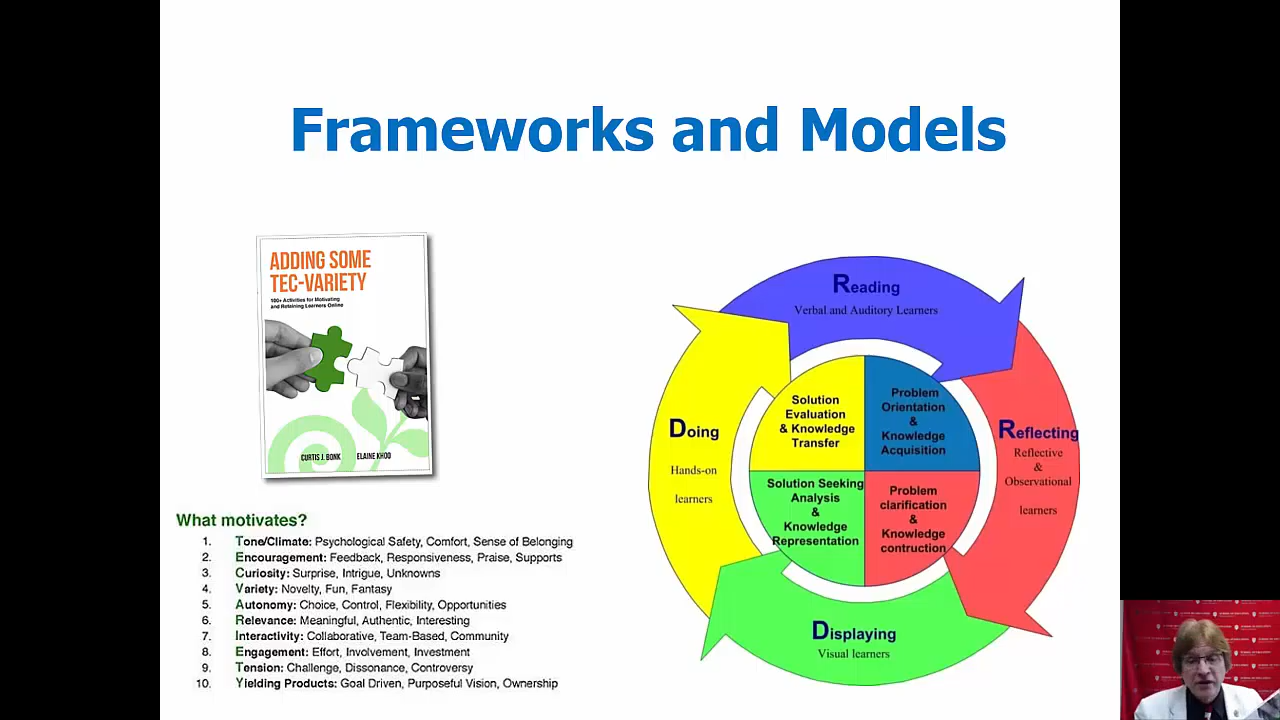 Frameworks and Models
ADDING SOME
TEC-VARIETY
100+ Activities for Motivating
and Retaining Learners Online
CURTIS J. BONK ELAINE KHOO
What motivates?
1. Tone/Climate: Psychological Safety, Comfort, Sense of Belonging
2. Encouragement: Feedback, Responsiveness, Praise, Supports
3. Curiosity: Surprise, Intrigue, Unknowns
4. Variety: Novelty, Fun, Fantasy
5. Autonomy: Choice, Control, Flexibility, Opportunities
6. Relevance: Meaningful, Authentic, Interesting
7. Interactivity: Collaborative, Team-Based, Community
8. Engagement: Effort, Involvement, Investment
9. Tension: Challenge, Dissonance, Controversy
10. Yielding Products: Goal Driven, Purposeful Vision, Ownership
Reading
Verbal and Auditory Learners
Reflecting
Reflective
&
Observational
learners
Displaying
Visual learners
Doing
Hands-on
learners
Solution
Evaluation
& Knowledge
Transfer
Problem
Orientation
&
Knowledge
Acquisition
Solution Seeking
Analysis
&
Knowledge
Representation
Problem
clarification
&
Knowledge
contruction